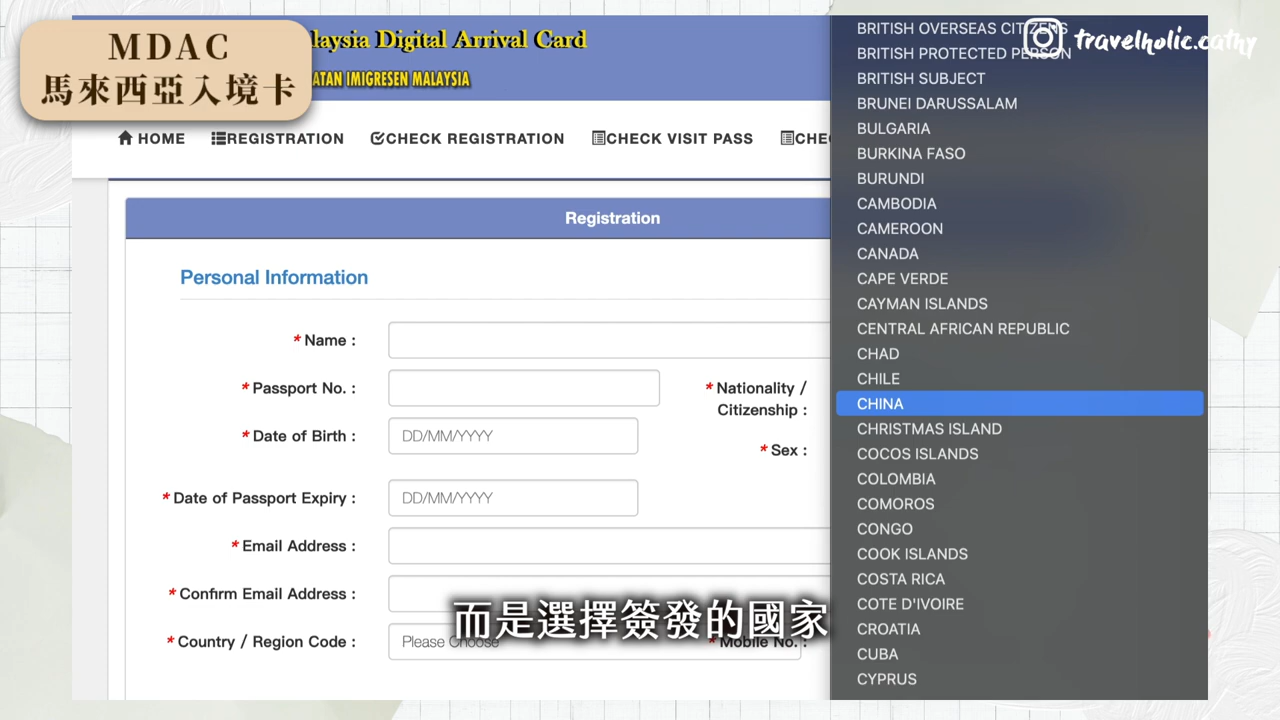 MDAC
馬來西亞入境卡
laysia Digital Arrival Card
ATAN IMIGRESEN MALAYSIA
travelholic.cathy
HOME
REGISTRATION
CHECK REGISTRATION
CHECK VISIT PASS
CHE
Registration
Personal Information
* Name :
* Passport No. :
* Nationality /
Citizenship :
* Date of Birth :
DD/MM/YYYY
* Sex :
* Date of Passport Expiry :
DD/MM/YYYY
* Email Address :
* Confirm Email Address :
* Country / Region Code :
Please Choose
* Mobile No. :
BRITISH OVERSEAS CITIZENS
BRITISH PROTECTED PERSON
BRITISH SUBJECT
BRUNEI DARUSSALAM
BULGARIA
BURKINA FASO
BURUNDI
CAMBODIA
CAMEROON
CANADA
CAPE VERDE
CAYMAN ISLANDS
CENTRAL AFRICAN REPUBLIC
CHAD
CHILE
CHINA
CHRISTMAS ISLAND
COCOS ISLANDS
COLOMBIA
COMOROS
CONGO
COOK ISLANDS
COSTA RICA
COTE D'IVOIRE
CROATIA
CUBA
CYPRUS
而是選擇簽發的國家